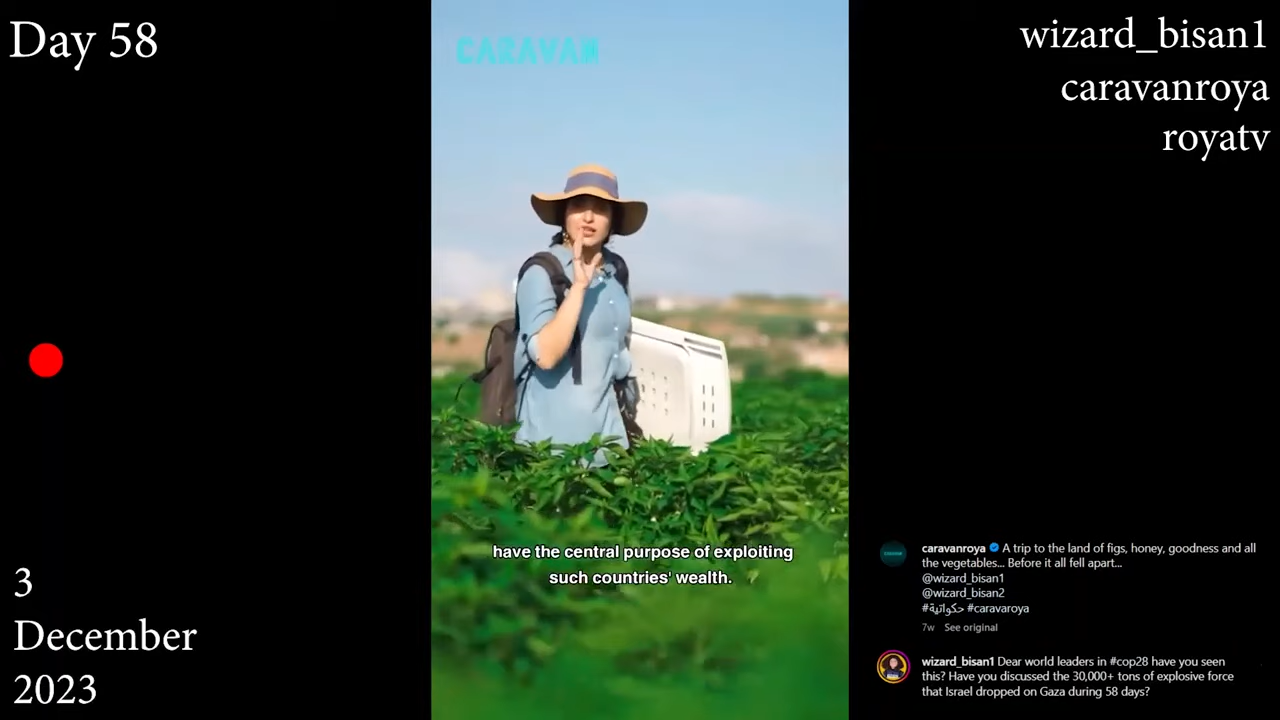 Day 58
wizard_bisan1
caravanroya
royatv
CARAVAN
have the central purpose of exploiting
such countries' wealth.
3
December
2023
caravanroya A trip to the land of figs, honey, goodness and all
the vegetables... Before it all fell apart...
@wizard_bisan1
@wizard_bisan2
#حكواتية #caravaroya
7w See original
wizard_bisan1 Dear world leaders in #cop28 have you seen
this? Have you discussed the 30,000+ tons of explosive force
that Israel dropped on Gaza during 58 days?